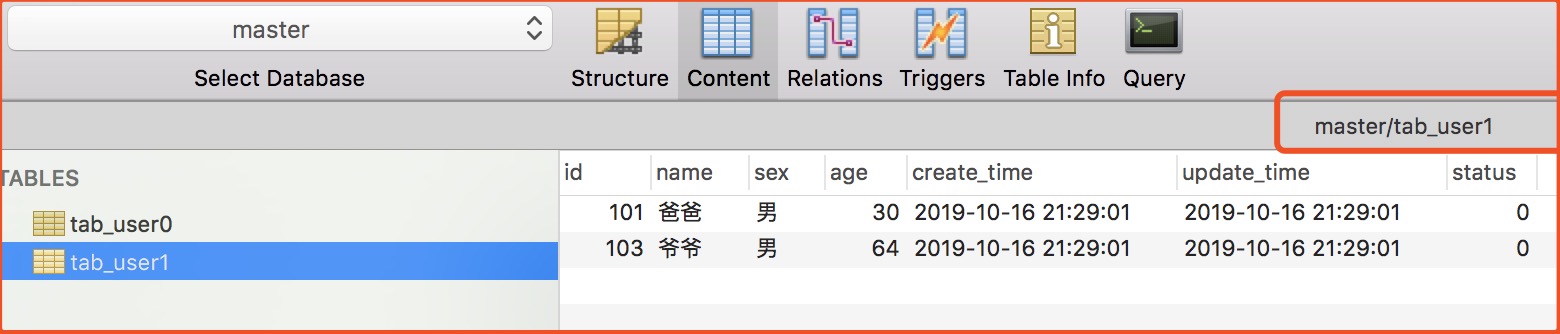 master
Select Database
Structure Content Relations Triggers Table Info Query
master/tab_user1
TABLES
tab_user0
tab_user1
id name sex age create_time update_time status
101 爸爸 男 30 2019-10-16 21:29:01 2019-10-16 21:29:01 0
103 爷爷 男 64 2019-10-16 21:29:01 2019-10-16 21:29:01 0